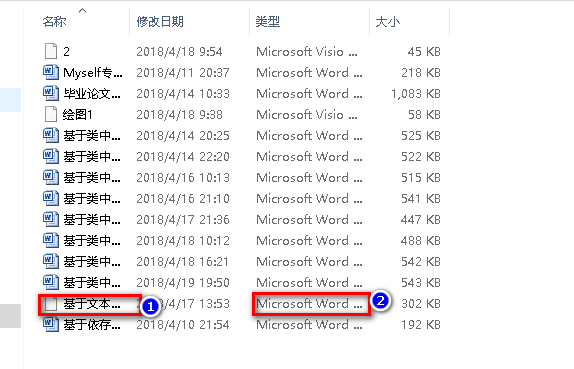 名称 修改日期 类型 大小
2 2018/4/18 9:54 Microsoft Visio ... 45 KB
Myself专... 2018/4/11 20:37 Microsoft Word ... 218 KB
毕业论文... 2018/4/14 10:33 Microsoft Word ... 1,083 KB
绘图1 2018/4/18 9:38 Microsoft Visio ... 58 KB
基于类中... 2018/4/14 20:25 Microsoft Word ... 525 KB
基于类中... 2018/4/14 22:20 Microsoft Word ... 522 KB
基于类中... 2018/4/16 10:13 Microsoft Word ... 515 KB
基于类中... 2018/4/16 21:10 Microsoft Word ... 541 KB
基于类中... 2018/4/17 21:36 Microsoft Word ... 447 KB
基于类中... 2018/4/18 10:12 Microsoft Word ... 488 KB
基于类中... 2018/4/18 16:21 Microsoft Word ... 542 KB
基于类中... 2018/4/19 19:50 Microsoft Word ... 543 KB
基于文本... 1 /4/17 13:53 Microsoft Word ... 2 302 KB
基于依存... 2018/4/10 21:54 Microsoft Word ... 192 KB